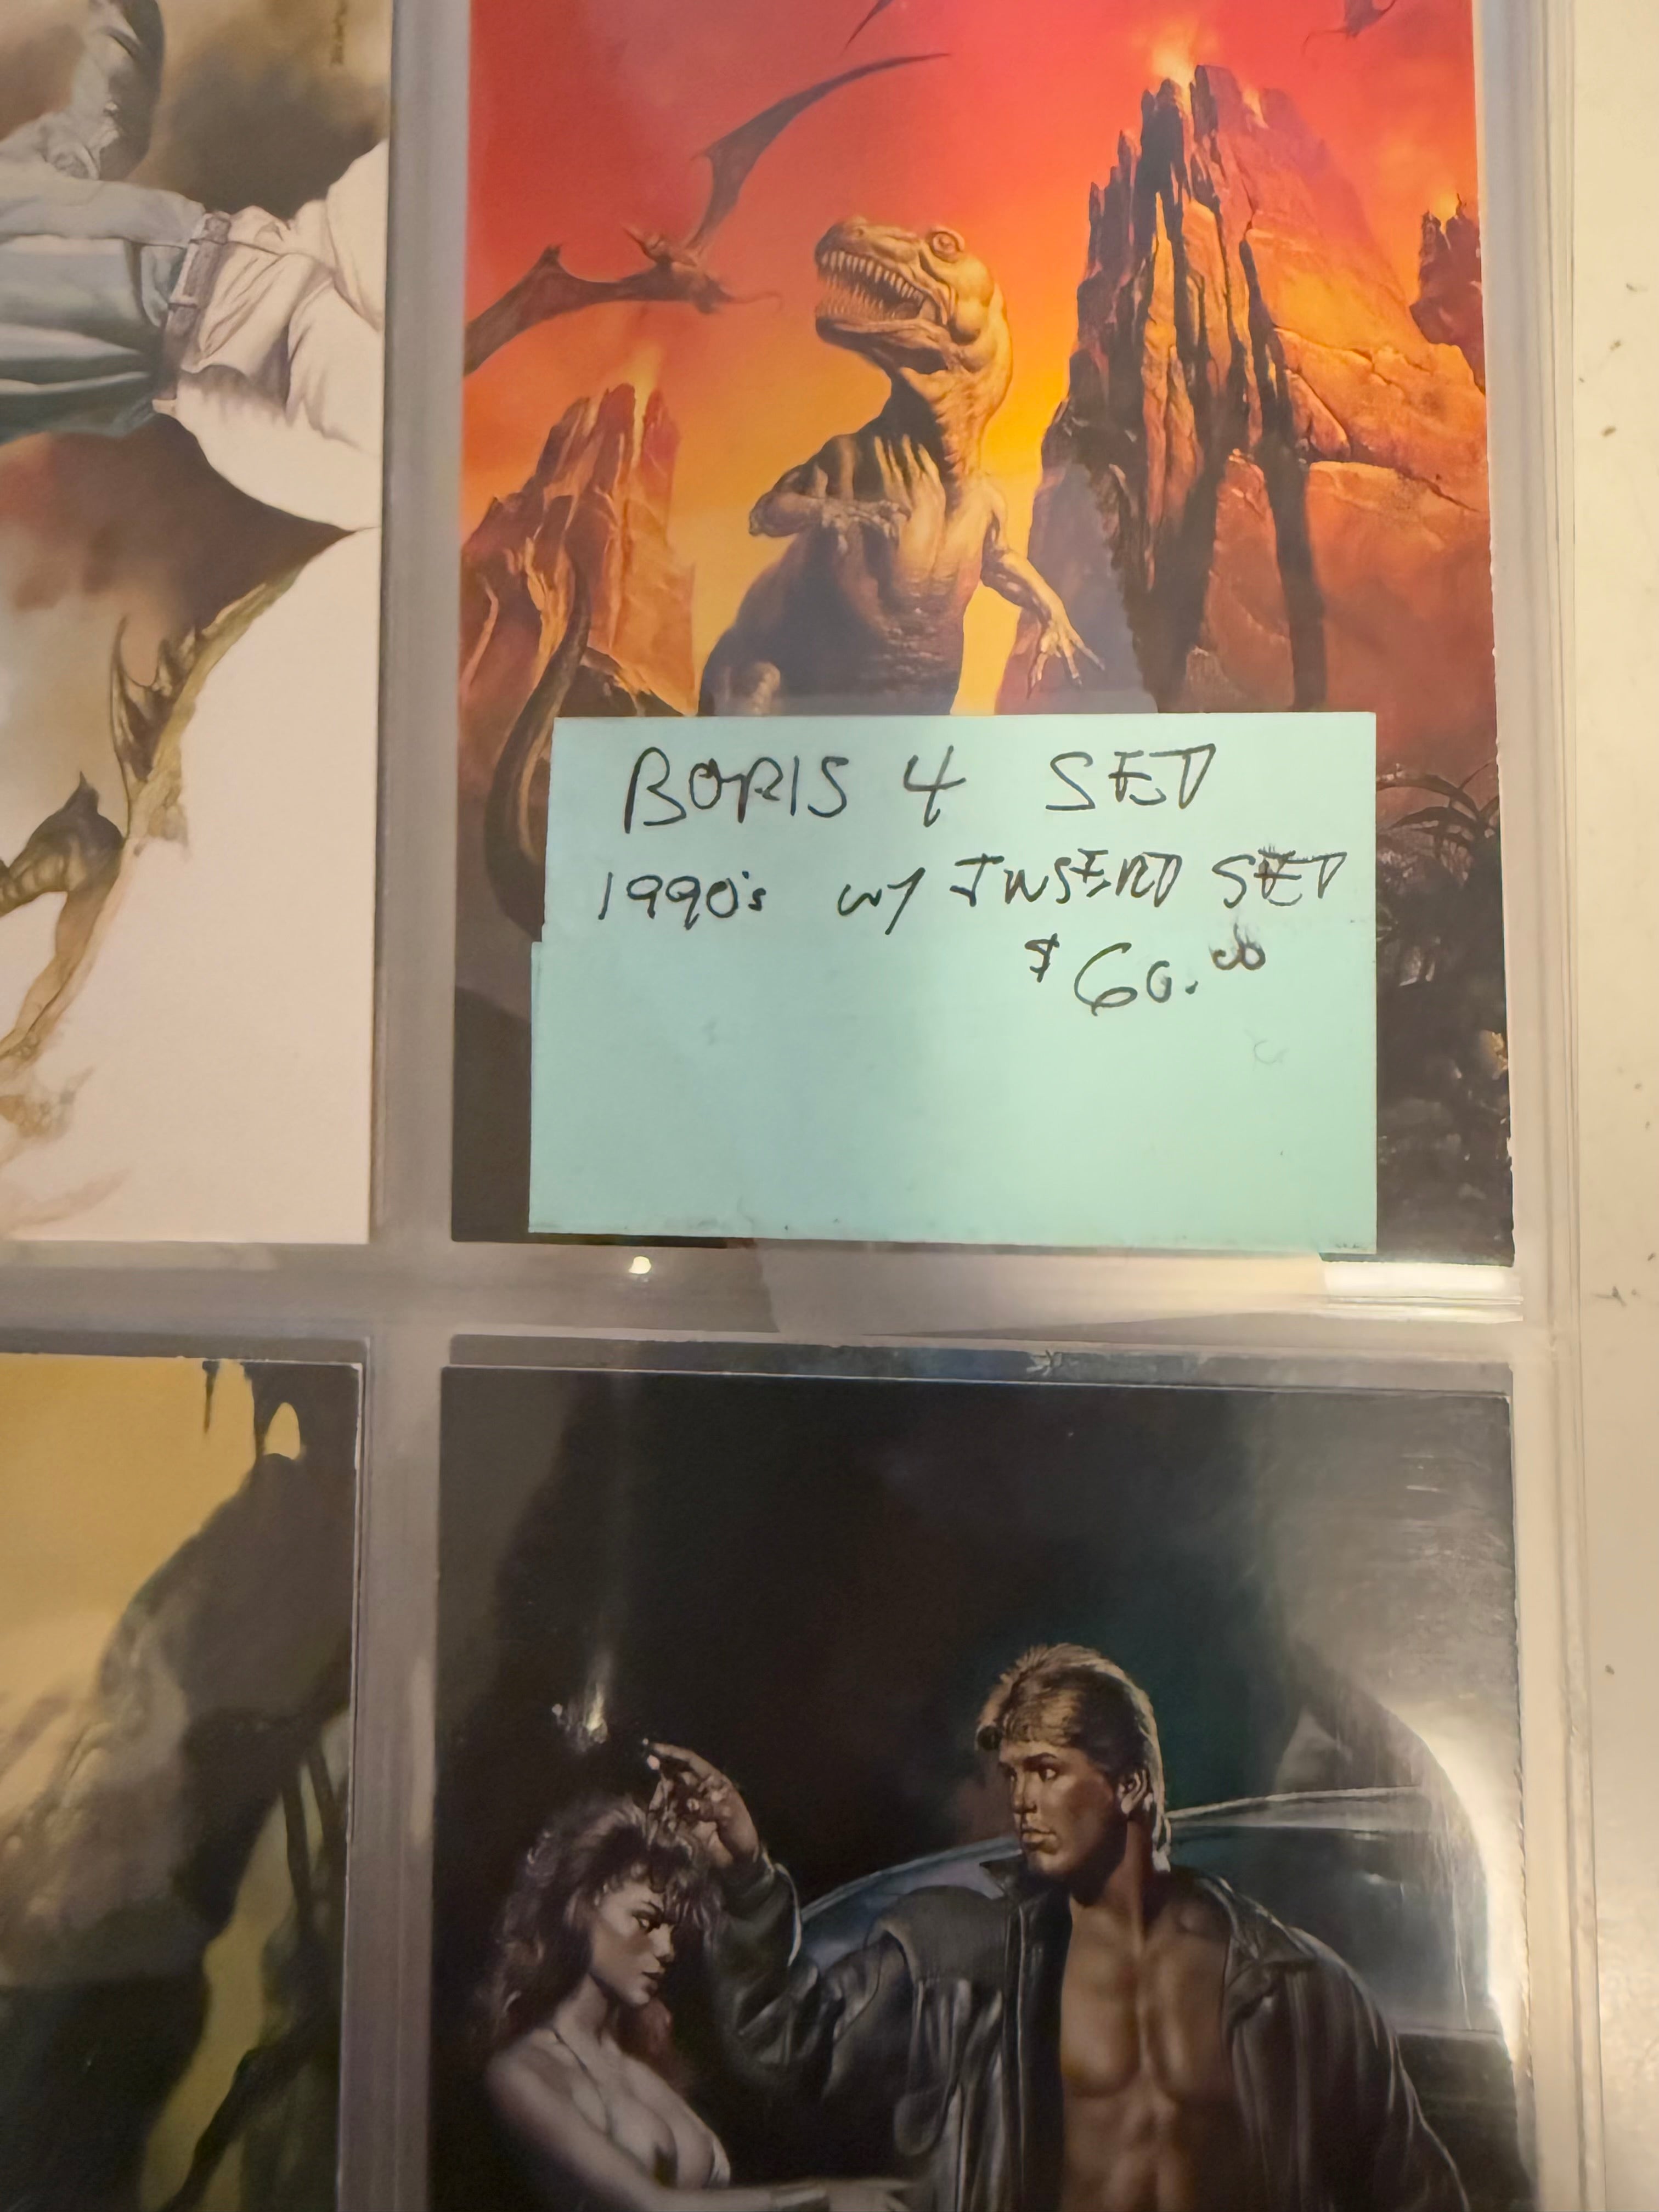 BORIS 4 SET
1990's w/ INSERT SET
$60.00